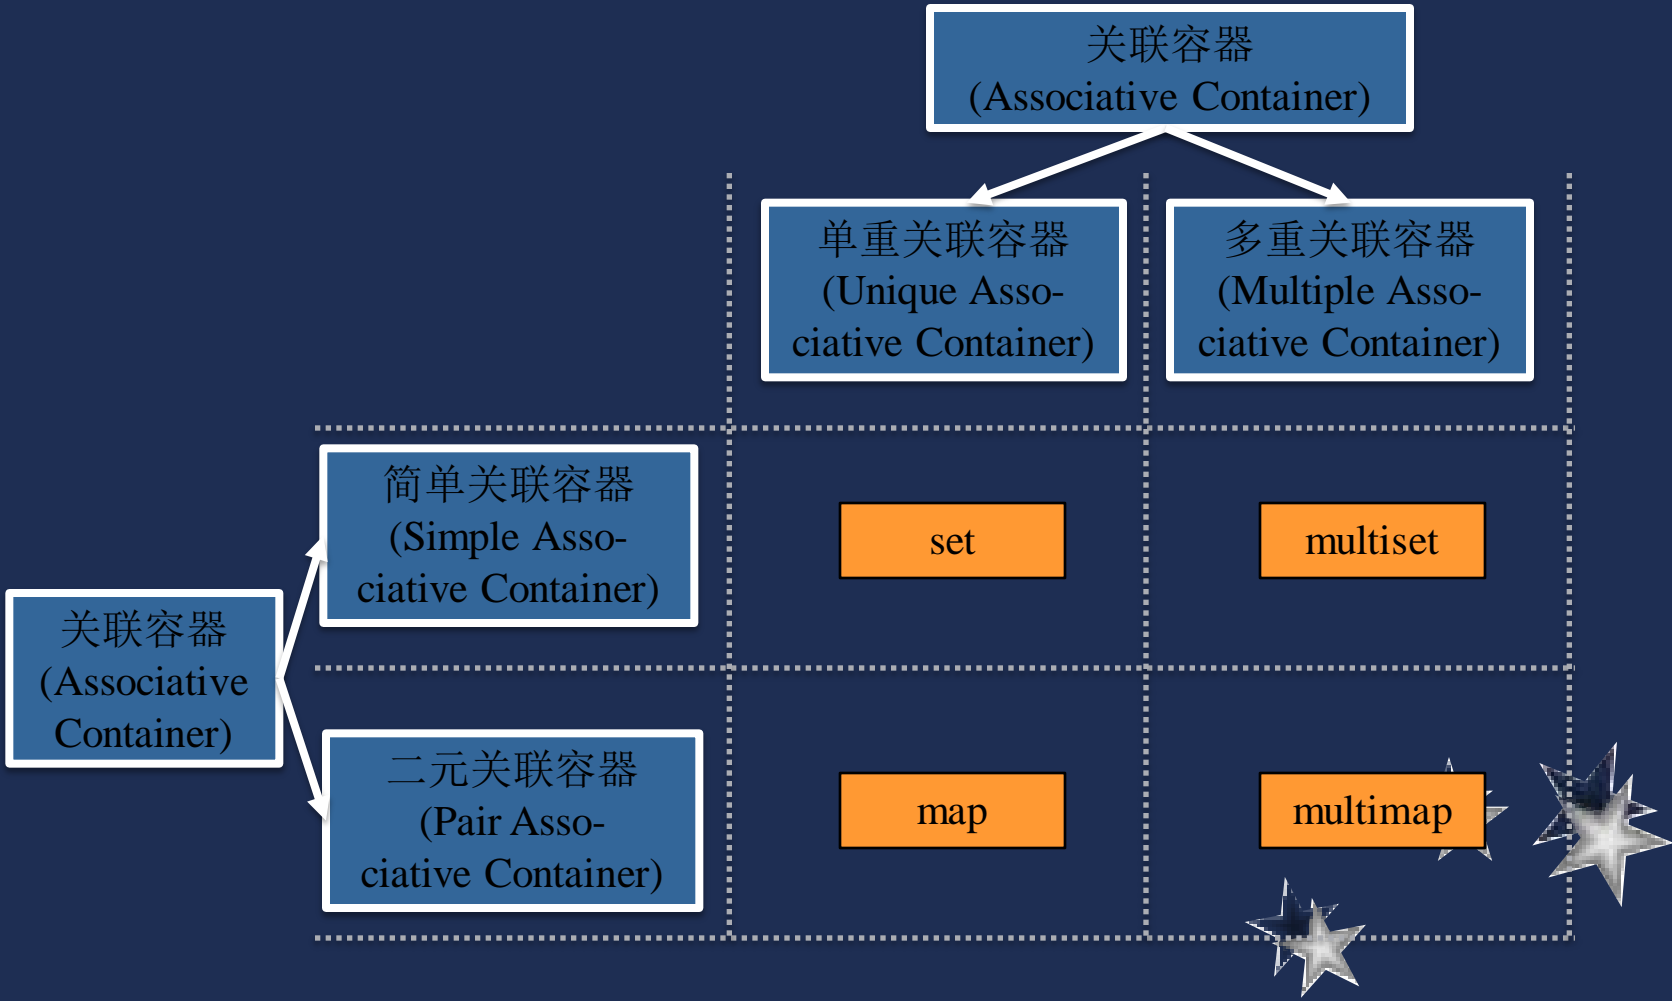 关联容器
(Associative Container)
单重关联容器
(Unique Asso-
ciative Container)
多重关联容器
(Multiple Asso-
ciative Container)
简单关联容器
(Simple Asso-
ciative Container)
set
multiset
关联容器
(Associative
Container)
二元关联容器
(Pair Asso-
ciative Container)
map
multimap